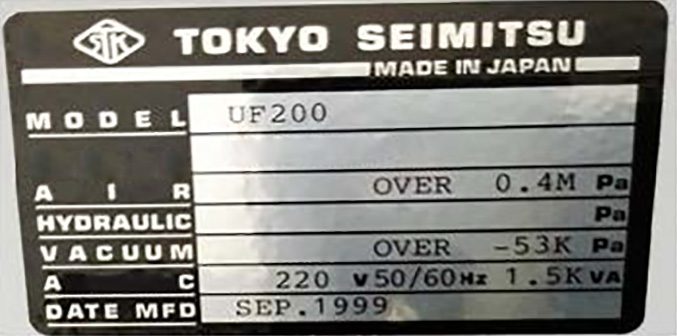 STK TOKYO SEIMITSU
MADE IN JAPAN
MODEL UF200
AIR OVER 0.4M Pa
HYDRAULIC Pa
VACUUM OVER -53K Pa
AC 220 V 50/60Hz 1.5K VA
DATE MFD SEP.1999